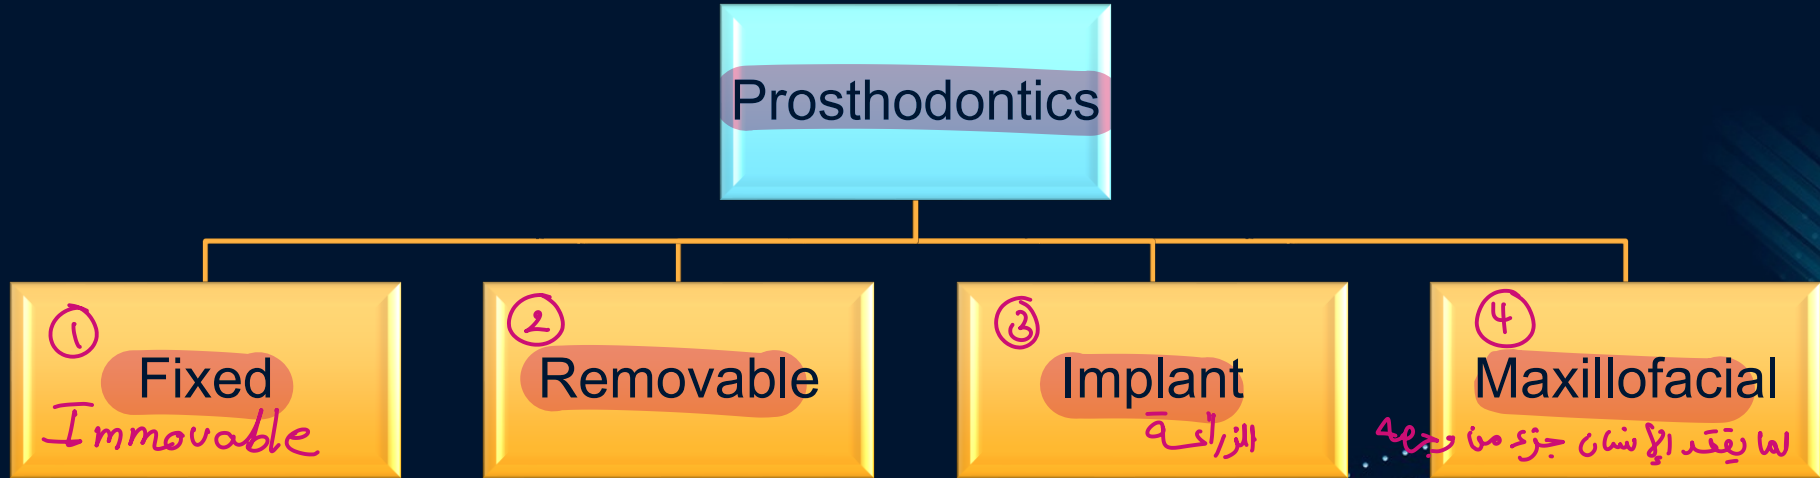 Prosthodontics
① Fixed
Immovable
② Removable
③ Implant
الزراعة
④ Maxillofacial
لما يفقد الإنسان جزء من وجهه